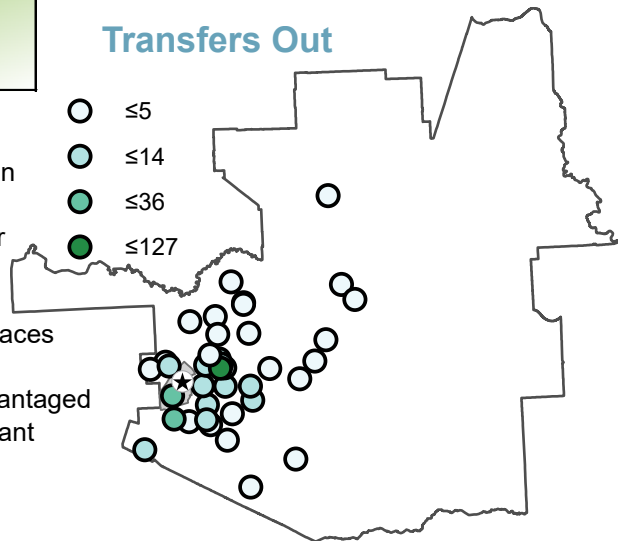 Transfers Out
≤5
≤14
≤36
≤127
n
r
aces
antaged
ant